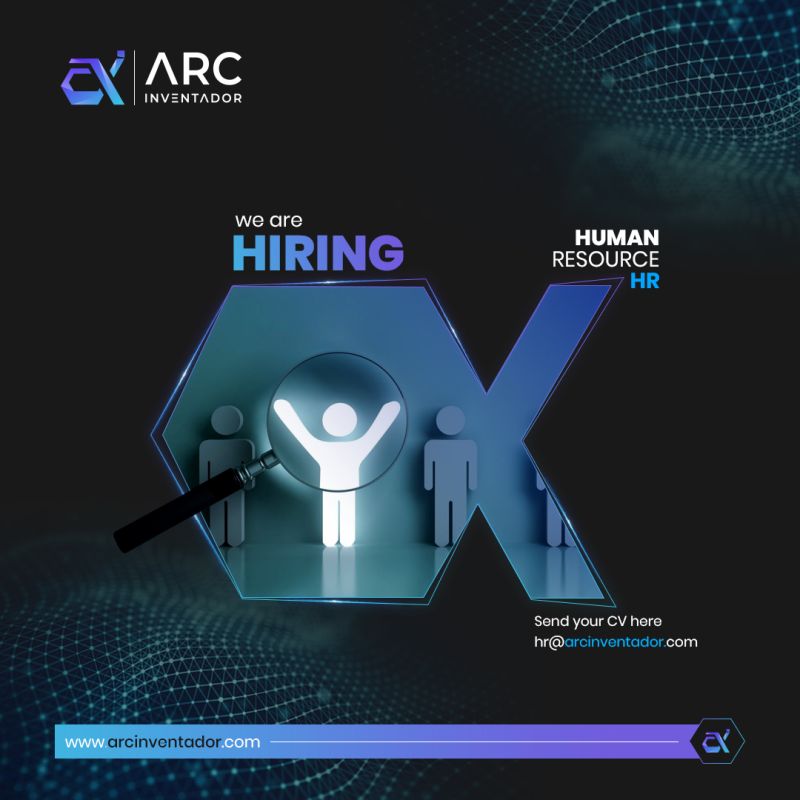 ARC
INVENTADOR
we are
HIRING
HUMAN
RESOURCE
HR
Send your CV here
hr@arcinventador.com
www.arcinventador.com